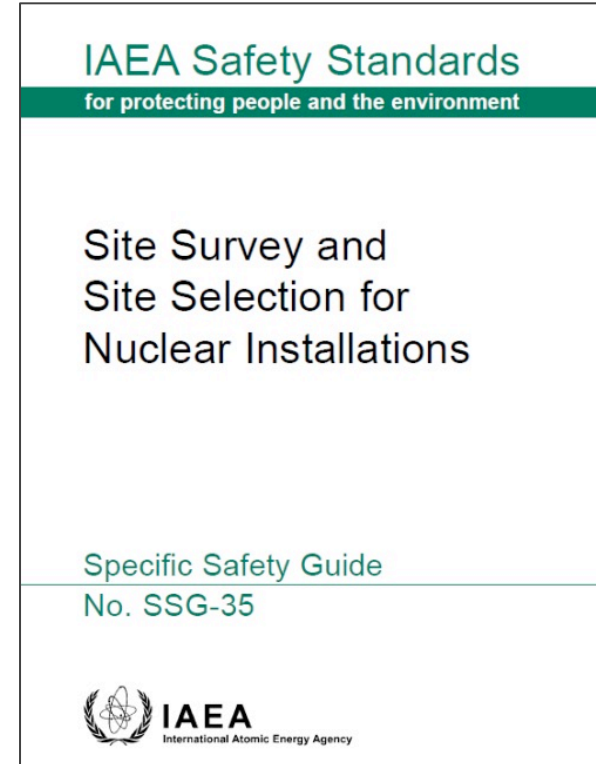 IAEA Safety Standards
for protecting people and the environment
Site Survey and
Site Selection for
Nuclear Installations
Specific Safety Guide
No. SSG-35
IAEA
International Atomic Energy Agency